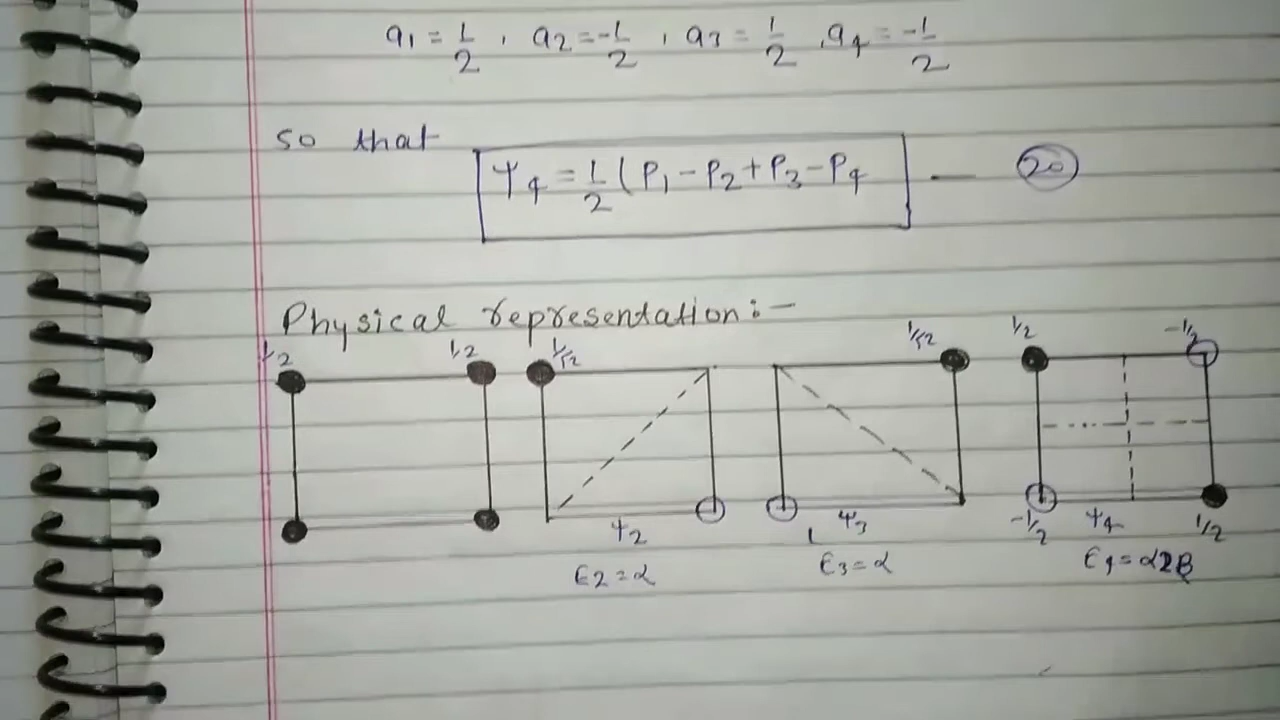 a1 = 1/2 , a2 = -1/2 , a3 = 1/2 , a4 = -1/2
so that
Ψ4 = 1/2 (P1 - P2 + P3 - P4 — 20
Physical representation:-
1/2 1/2 1/√2 1/√2 1/2 -1/2
-1/2 1/2
Ψ2 Ψ3 Ψ4
E2 = α E3 = α E4 = α2β